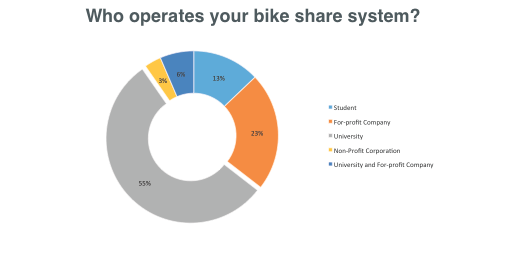 Who operates your bike share system?
6%
13%
3%
23%
55%
Student
For-profit Company
University
Non-Profit Corporation
University and For-profit Company